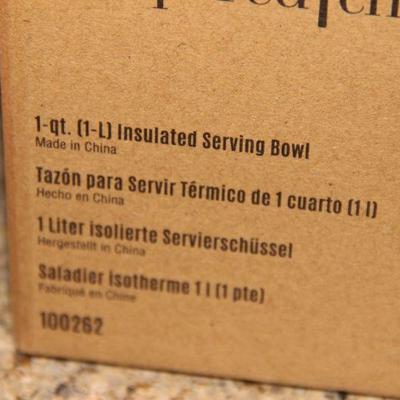 1-qt. (1-L) Insulated Serving Bowl
Made in China
Tazón para Servir Térmico de 1 cuarto (1 l)
Hecho en China
1 Liter isolierte Servierschüssel
Hergestellt in China
Saladier isotherme 1 l (1 pte)
Fabriqué en Chine
100262